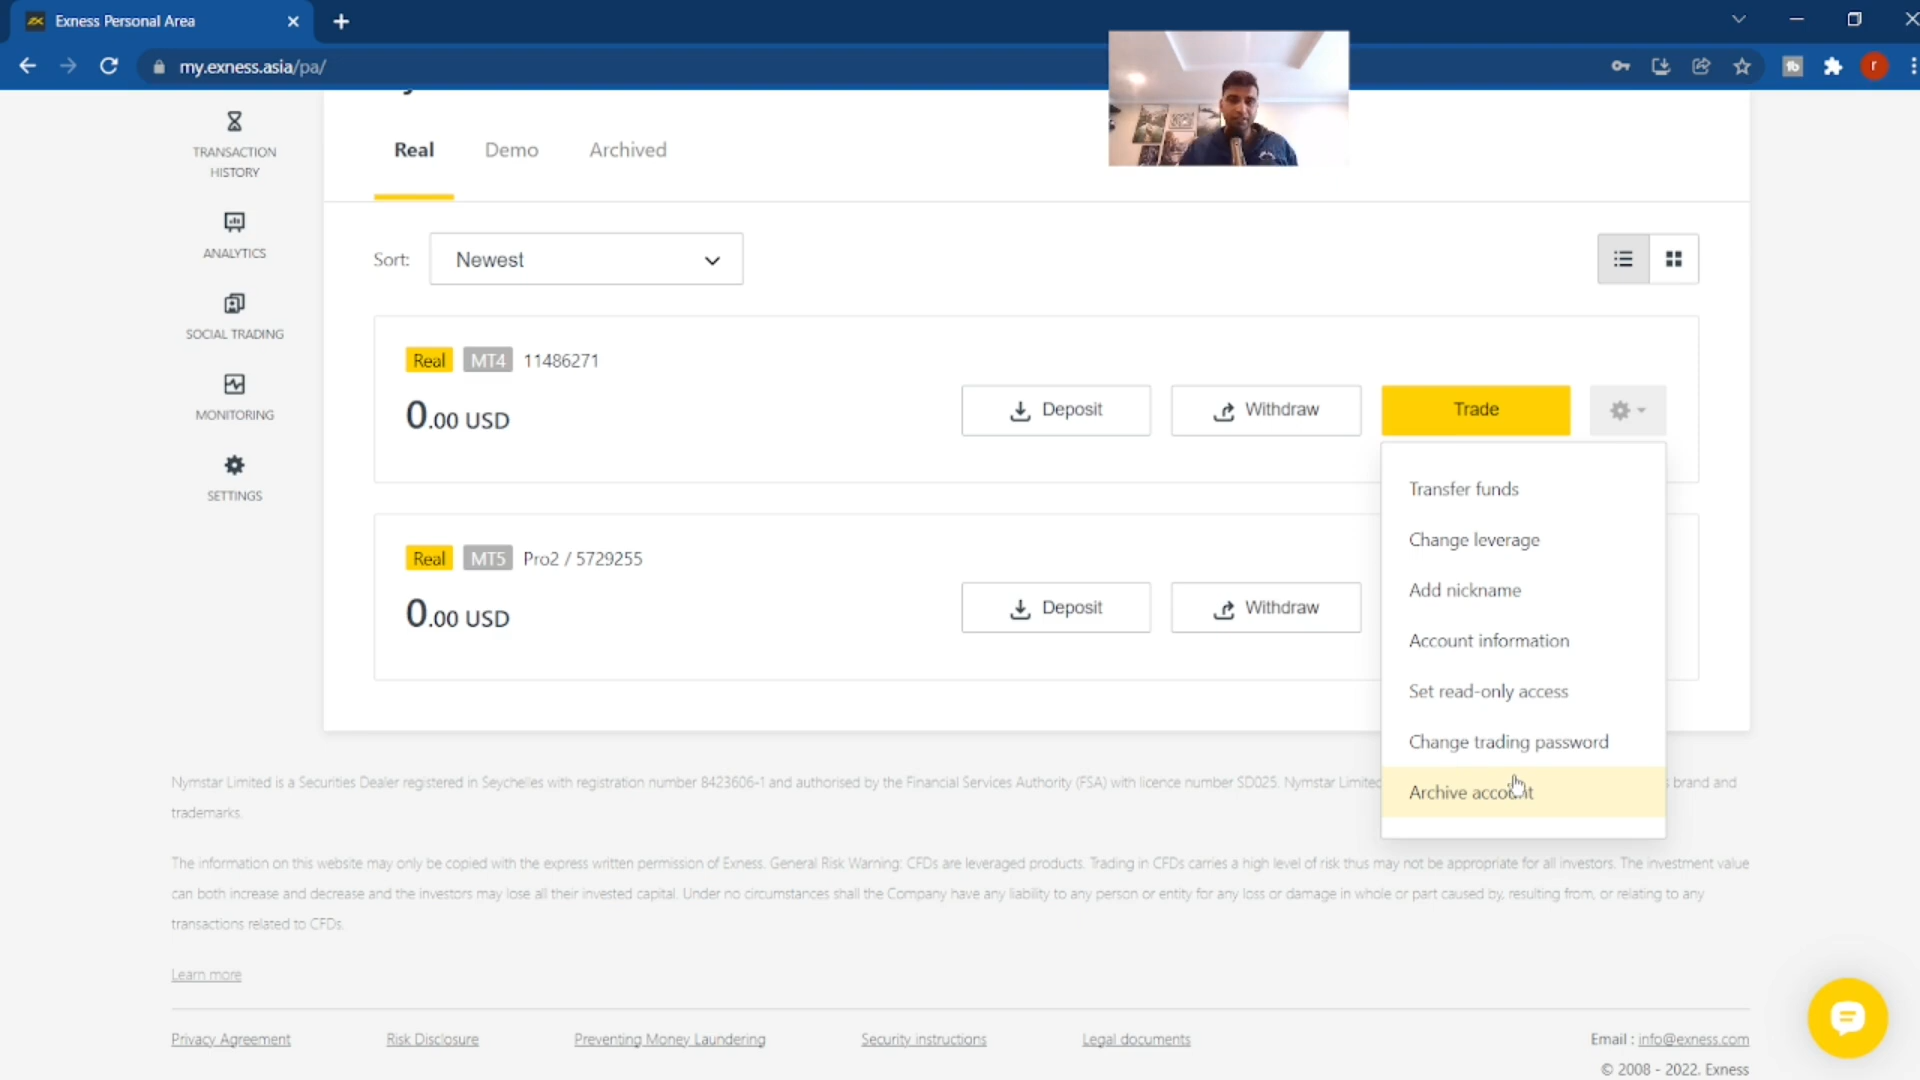 Exness Personal Area
my.exness.asia/pa/
r
TRANSACTION
HISTORY
ANALYTICS
SOCIAL TRADING
MONITORING
SETTINGS
Real Demo Archived
Sort: Newest
Real MT4 11486271
0.00 USD
Deposit Withdraw Trade
Transfer funds
Change leverage
Add nickname
Account information
Set read-only access
Change trading password
Archive account
Real MT5 Pro2 / 5729255
0.00 USD
Deposit Withdraw
Nymstar Limited is a Securities Dealer registered in Seychelles with registration number 8423606-1 and authorised by the Financial Services Authority (FSA) with licence number SD025. Nymstar Limited brand and
trademarks.
The information on this website may only be copied with the express written permission of Exness. General Risk Warning: CFDs are leveraged products. Trading in CFDs carries a high level of risk thus may not be appropriate for all investors. The investment value
can both increase and decrease and the investors may lose all their invested capital. Under no circumstances shall the Company have any liability to any person or entity for any loss or damage in whole or part caused by, resulting from, or relating to any
transactions related to CFDs.
Learn more
Privacy Agreement Risk Disclosure Preventing Money Laundering Security instructions Legal documents Email : info@exness.com
© 2008 - 2022. Exness